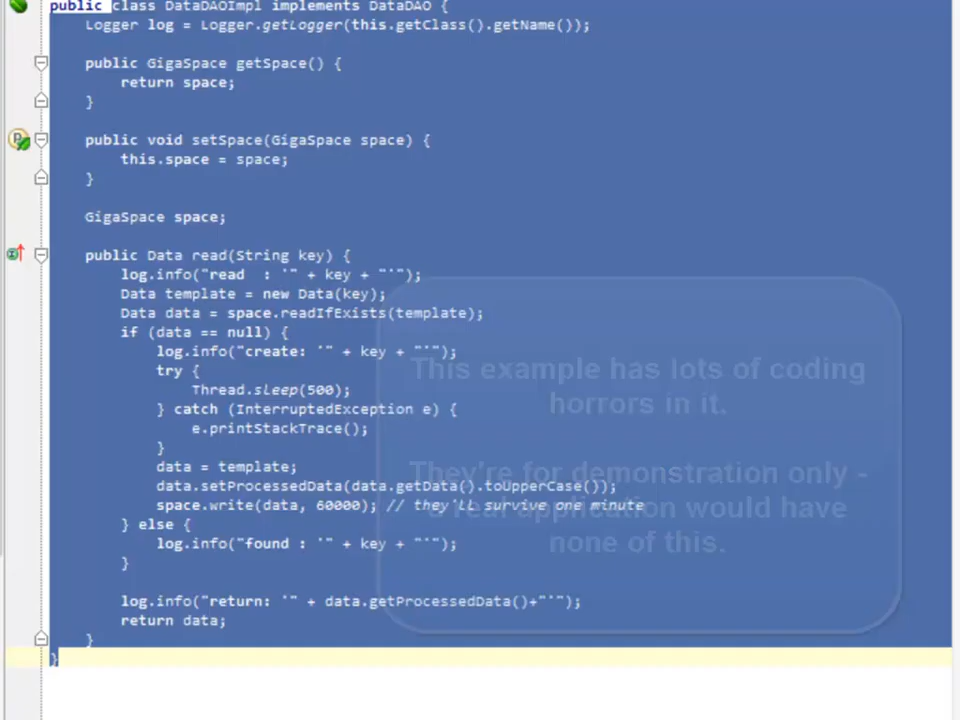 public class DataDAOImpl implements DataDAO {
Logger log = Logger.getLogger(this.getClass().getName());
public GigaSpace getSpace() {
return space;
}
public void setSpace(GigaSpace space) {
this.space = space;
}
GigaSpace space;
public Data read(String key) {
log.info("read  : '" + key + "'");
Data template = new Data(key);
Data data = space.readIfExists(template);
if (data == null) {
log.info("create: '" + key + "'");
try {
Thread.sleep(500);
} catch (InterruptedException e) {
e.printStackTrace();
}
data = template;
data.setProcessedData(data.getData().toUpperCase());
space.write(data, 60000); // they'll survive one minute
} else {
log.info("found : '" + key + "'");
}
log.info("return: '" + data.getProcessedData()+"'");
return data;
}
}
This example has lots of coding
horrors in it.
They're for demonstration only -
a real application would have
none of this.